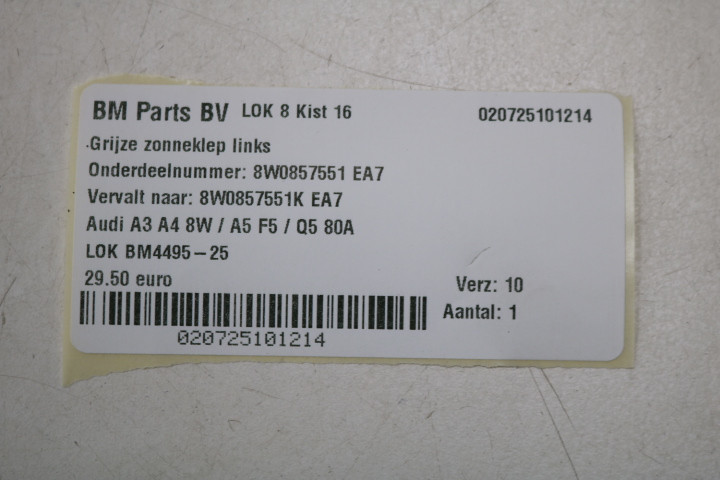 BM Parts BV LOK 8 Kist 16 020725101214
Grijze zonneklep links
Onderdeelnummer: 8W0857551 EA7
Vervalt naar: 8W0857551K EA7
Audi A3 A4 8W / A5 F5 / Q5 80A
LOK BM4495-25
29.50 euro Verz: 10
Aantal: 1
020725101214